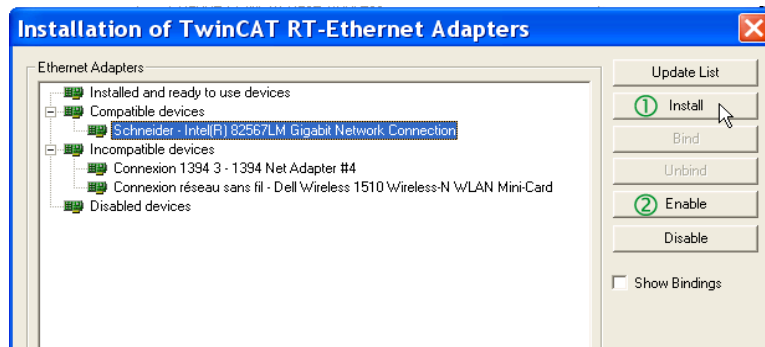 Installation of TwinCAT RT-Ethernet Adapters
Ethernet Adapters
Installed and ready to use devices
Compatible devices
Schneider - Intel(R) 82567LM Gigabit Network Connection
Incompatible devices
Connexion 1394 3 - 1394 Net Adapter #4
Connexion réseau sans fil - Dell Wireless 1510 Wireless-N WLAN Mini-Card
Disabled devices
Update List
1 Install
Bind
Unbind
2 Enable
Disable
Show Bindings